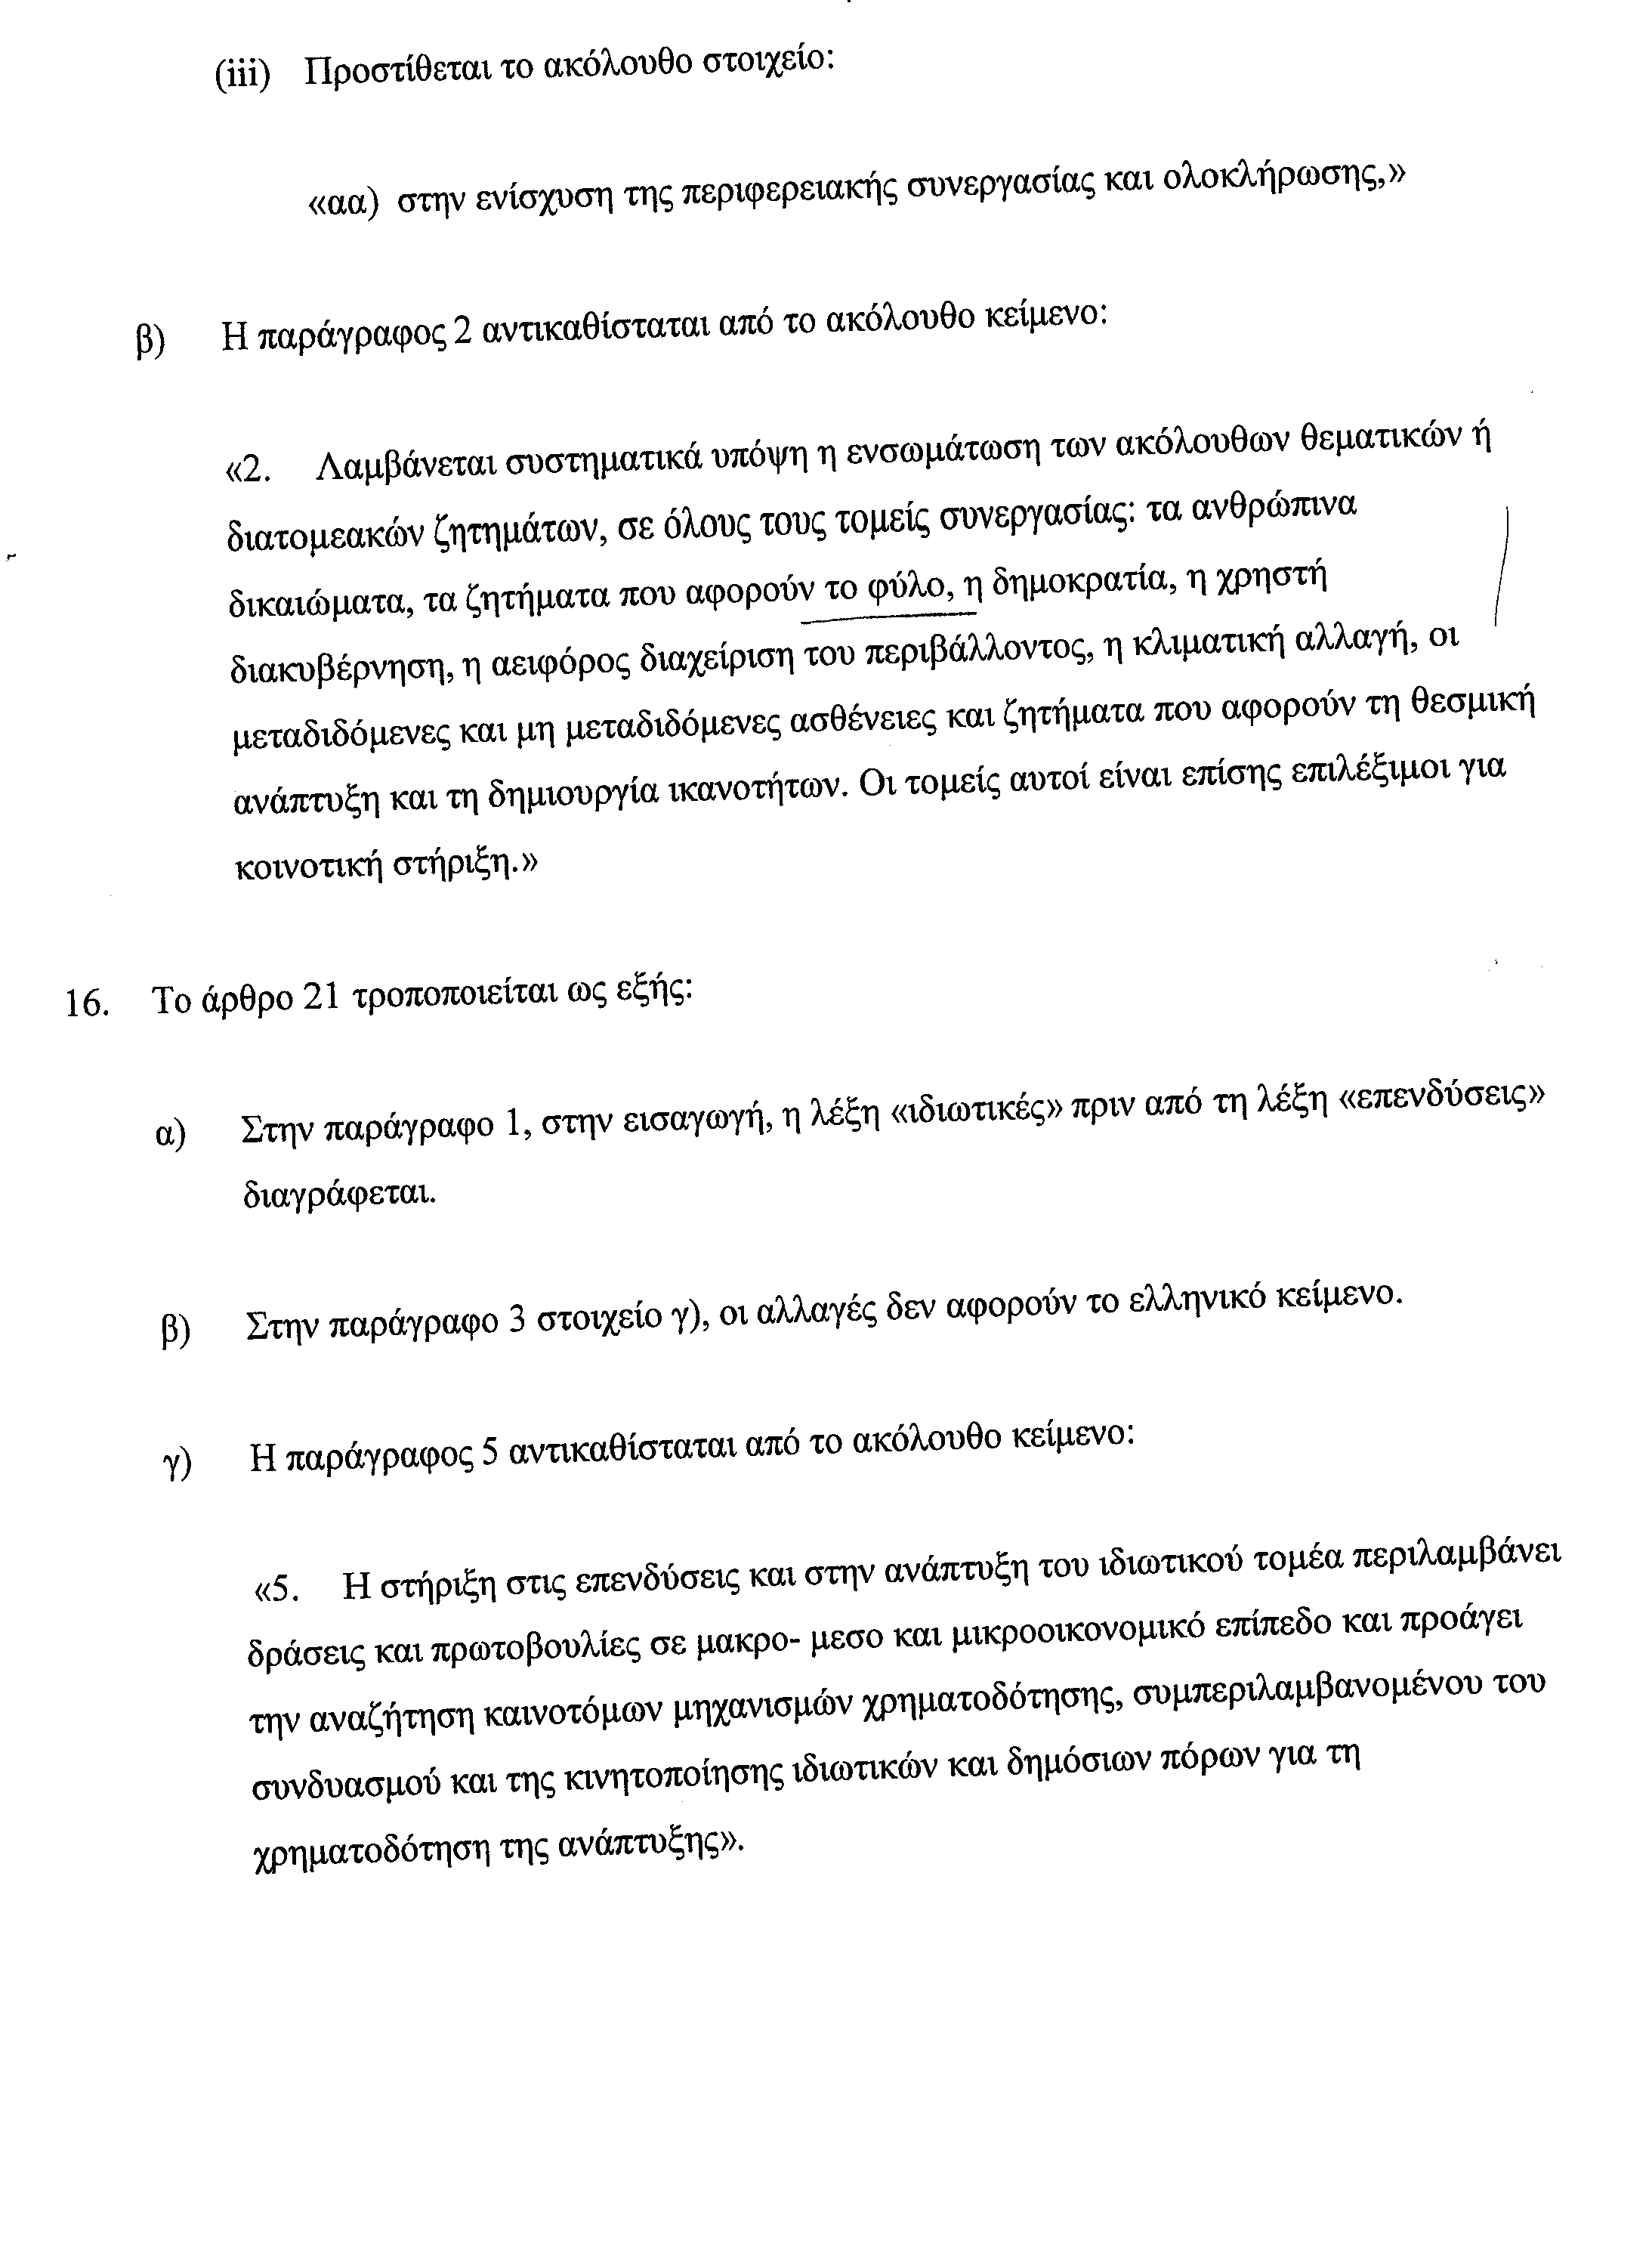 (iii) Προστίθεται το ακόλουθο στοιχείο:
«αα) στην ενίσχυση της περιφερειακής συνεργασίας και ολοκλήρωσης,»
β) Η παράγραφος 2 αντικαθίσταται από το ακόλουθο κείμενο:
«2. Λαμβάνεται συστηματικά υπόψη η ενσωμάτωση των ακόλουθων θεματικών ή
διατομεακών ζητημάτων, σε όλους τους τομείς συνεργασίας: τα ανθρώπινα
δικαιώματα, τα ζητήματα που αφορούν το φύλο, η δημοκρατία, η χρηστή
διακυβέρνηση, η αειφόρος διαχείριση του περιβάλλοντος, η κλιματική αλλαγή, οι
μεταδιδόμενες και μη μεταδιδόμενες ασθένειες και ζητήματα που αφορούν τη θεσμική
ανάπτυξη και τη δημιουργία ικανοτήτων. Οι τομείς αυτοί είναι επίσης επιλέξιμοι για
κοινοτική στήριξη.»
16. Το άρθρο 21 τροποποιείται ως εξής:
α) Στην παράγραφο 1, στην εισαγωγή, η λέξη «ιδιωτικές» πριν από τη λέξη «επενδύσεις»
διαγράφεται.
β) Στην παράγραφο 3 στοιχείο γ), οι αλλαγές δεν αφορούν το ελληνικό κείμενο.
γ) Η παράγραφος 5 αντικαθίσταται από το ακόλουθο κείμενο:
«5. Η στήριξη στις επενδύσεις και στην ανάπτυξη του ιδιωτικού τομέα περιλαμβάνει
δράσεις και πρωτοβουλίες σε μακρο- μεσο και μικροοικονομικό επίπεδο και προάγει
την αναζήτηση καινοτόμων μηχανισμών χρηματοδότησης, συμπεριλαμβανομένου του
συνδυασμού και της κινητοποίησης ιδιωτικών και δημόσιων πόρων για τη
χρηματοδότηση της ανάπτυξης».